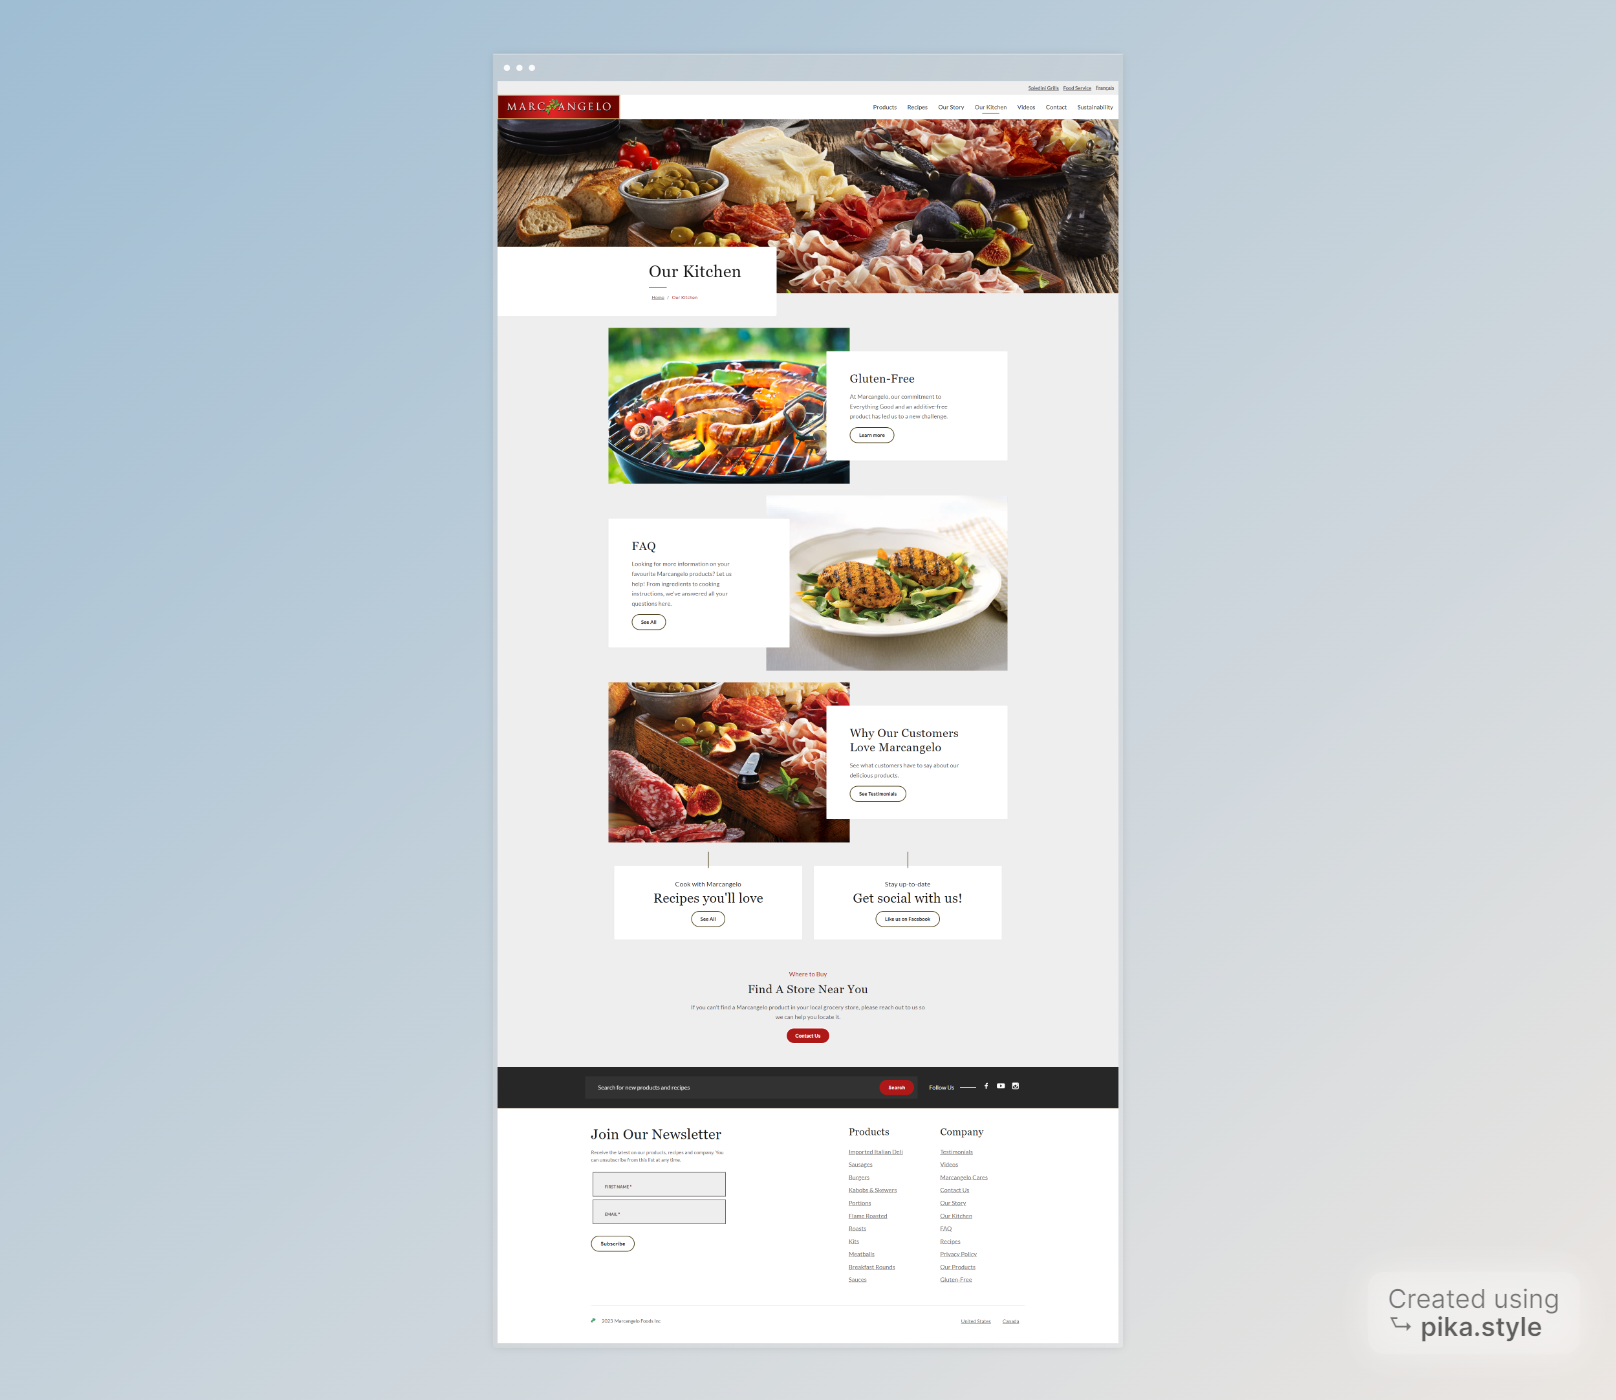 Soledini Grills Food Service Français
MARCANGELO
Products Recipes Our Story Our Kitchen Videos Contact Sustainability
Our Kitchen
Home / Our Kitchen
Gluten-Free
At Marcangelo, our commitment to
Everything Good and an additive-free
product has led us to a new challenge.
Learn more
FAQ
Looking for more information on your
favourite Marcangelo products? Let us
help! From ingredients to cooking
instructions, we've answered all your
questions here.
See All
Why Our Customers
Love Marcangelo
See what customers have to say about our
delicious products.
See Testimonials
Cook with Marcangelo
Recipes you'll love
See All
Stay up-to-date
Get social with us!
Like us on Facebook
Where to Buy
Find A Store Near You
If you can't find a Marcangelo product in your local grocery store, please reach out to us so
we can help you locate it.
Contact Us
Search for new products and recipes
Search
Follow Us
Join Our Newsletter
Receive the latest on our products, recipes and company. You
can unsubscribe from this list at any time.
FIRST NAME *
EMAIL *
Subscribe
Products
Imported Italian Deli
Sausages
Burgers
Kabobs & Skewers
Portions
Flame Roasted
Roasts
Kits
Meatballs
Breakfast Rounds
Sauces
Company
Testimonials
Videos
Marcangelo Cares
Contact Us
Our Story
Our Kitchen
FAQ
Recipes
Privacy Policy
Our Products
Gluten-Free
2023 Marcangelo Foods Inc.
United States Canada
Created using
pika.style